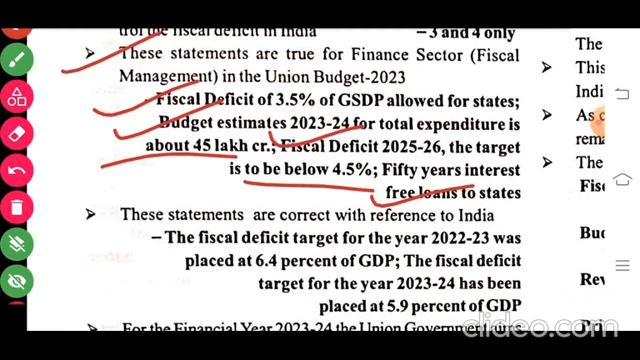 trol the fiscal deficit in India
– 3 and 4 only
➤ These statements are true for Finance Sector (Fiscal
Management) in the Union Budget-2023
– Fiscal Deficit of 3.5% of GSDP allowed for states;
Budget estimates 2023-24 for total expenditure is
about 45 lakh cr.; Fiscal Deficit 2025-26, the target
is to be below 4.5%; Fifty years interest
free loans to states
➤ These statements are correct with reference to India
– The fiscal deficit target for the year 2022-23 was
placed at 6.4 percent of GDP; The fiscal deficit
target for the year 2023-24 has been
placed at 5.9 percent of GDP
➤ For the Financial Year 2023-24 the Union Government aims
The
➤ This
Indi
➤ As
rema
➤ The
Fis
Bud
Rev
Pri
clideo.com